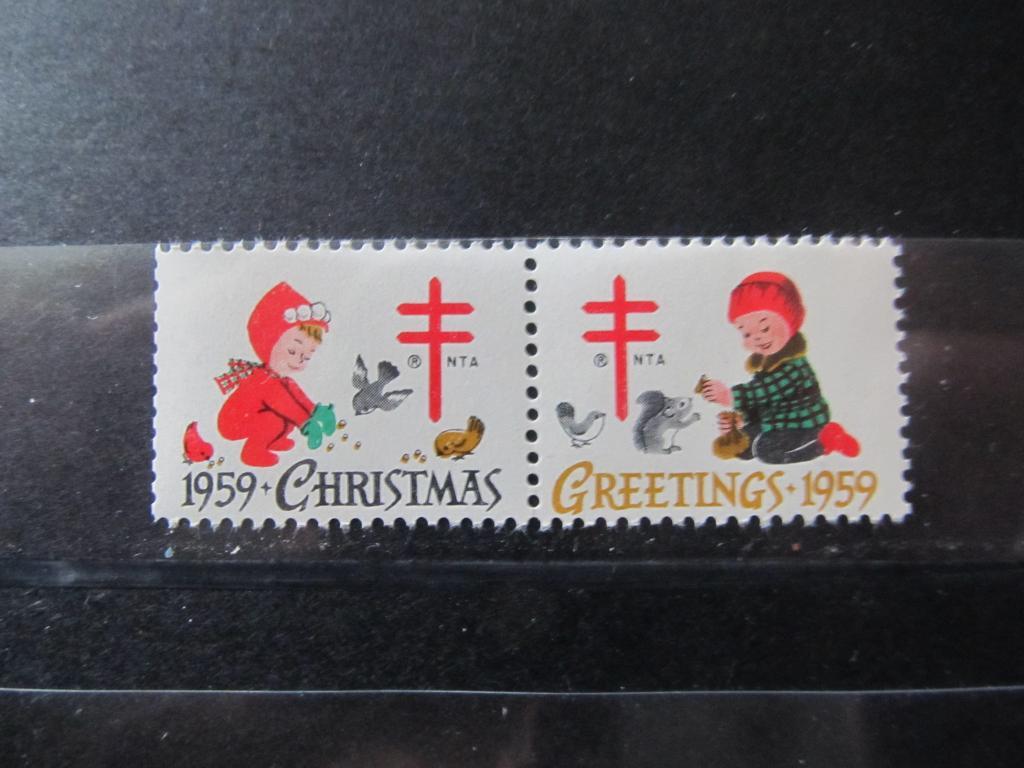 ® NTA
1959 · CHRISTMAS
® NTA
GREETINGS · 1959